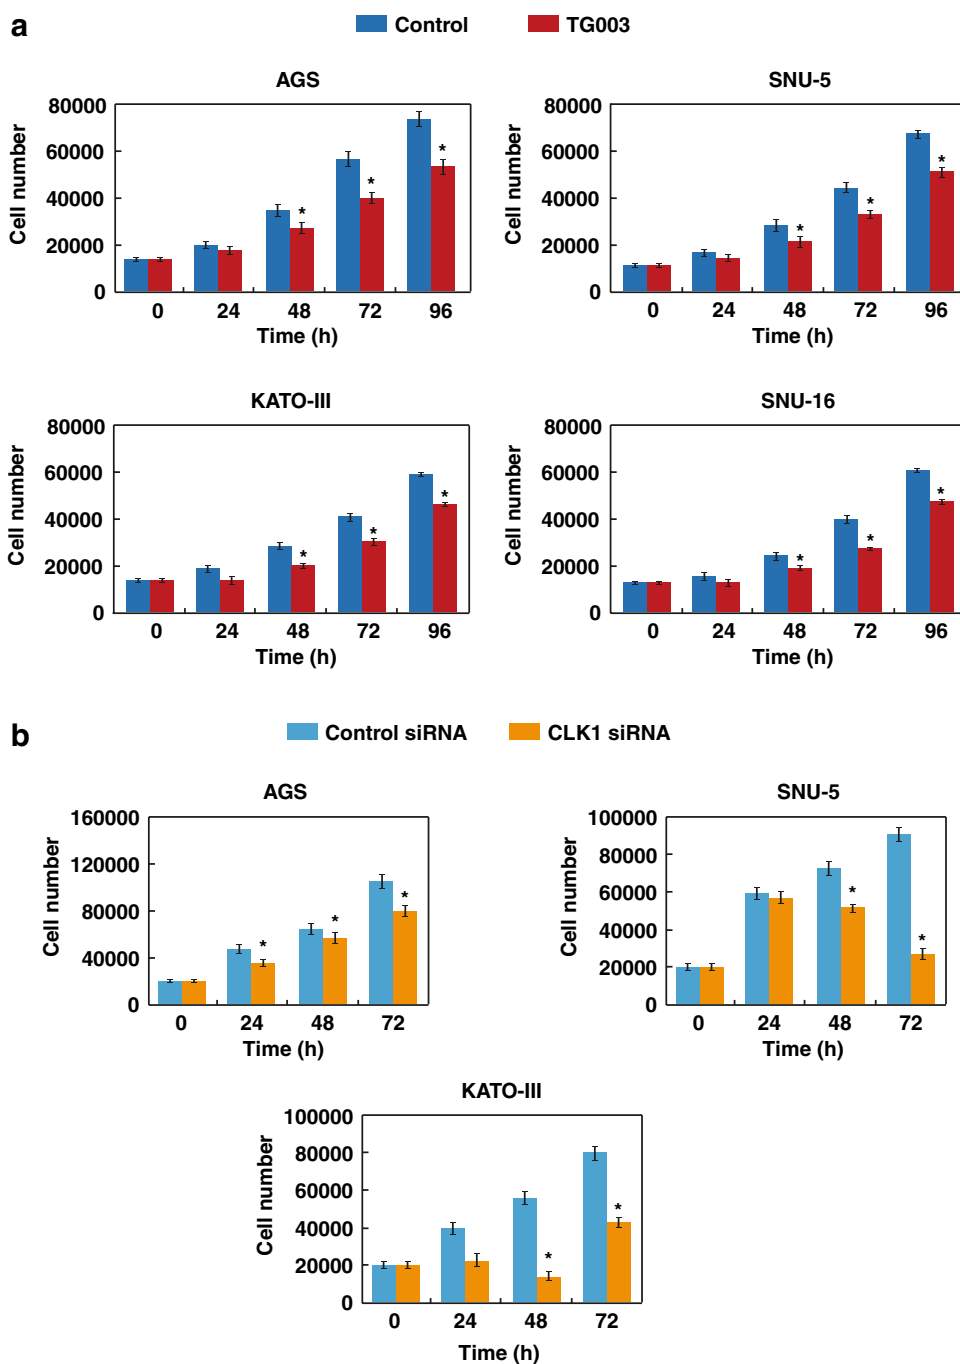 a
Control TG003
AGS
80000
60000
40000
20000
0
Cell number
* * *
0 24 48 72 96
Time (h)
SNU-5
80000
60000
40000
20000
0
Cell number
* * *
0 24 48 72 96
Time (h)
KATO-III
80000
60000
40000
20000
0
Cell number
* * *
0 24 48 72 96
Time (h)
SNU-16
80000
60000
40000
20000
0
Cell number
* * *
0 24 48 72 96
Time (h)
b
Control siRNA CLK1 siRNA
AGS
160000
120000
80000
40000
0
Cell number
* * *
0 24 48 72
Time (h)
SNU-5
100000
80000
60000
40000
20000
0
Cell number
* *
0 24 48 72
Time (h)
KATO-III
100000
80000
60000
40000
20000
0
Cell number
* *
0 24 48 72
Time (h)